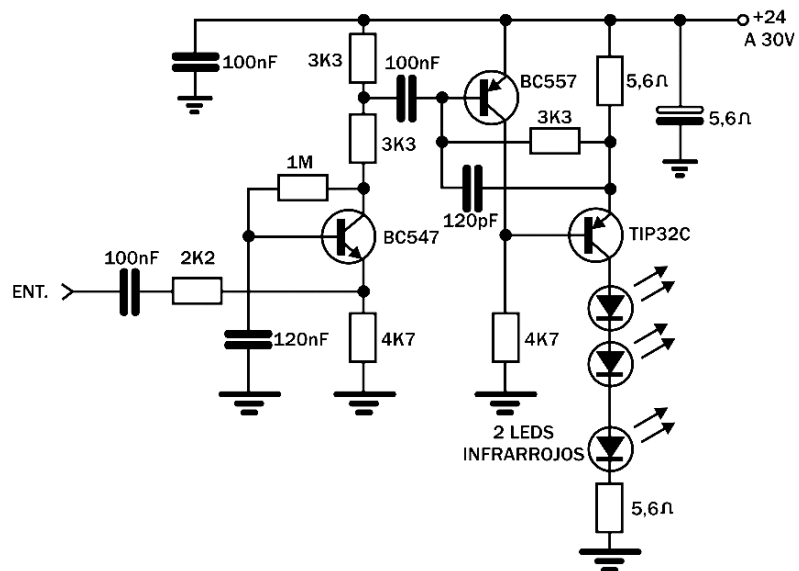 +24
A 30V
100nF
3K3
100nF
BC557
5,6Ω
5,6Ω
3K3
3K3
1M
120pF
BC547
TIP32C
100nF
2K2
ENT.
120nF
4K7
4K7
2 LEDS
INFRARROJOS
5,6Ω